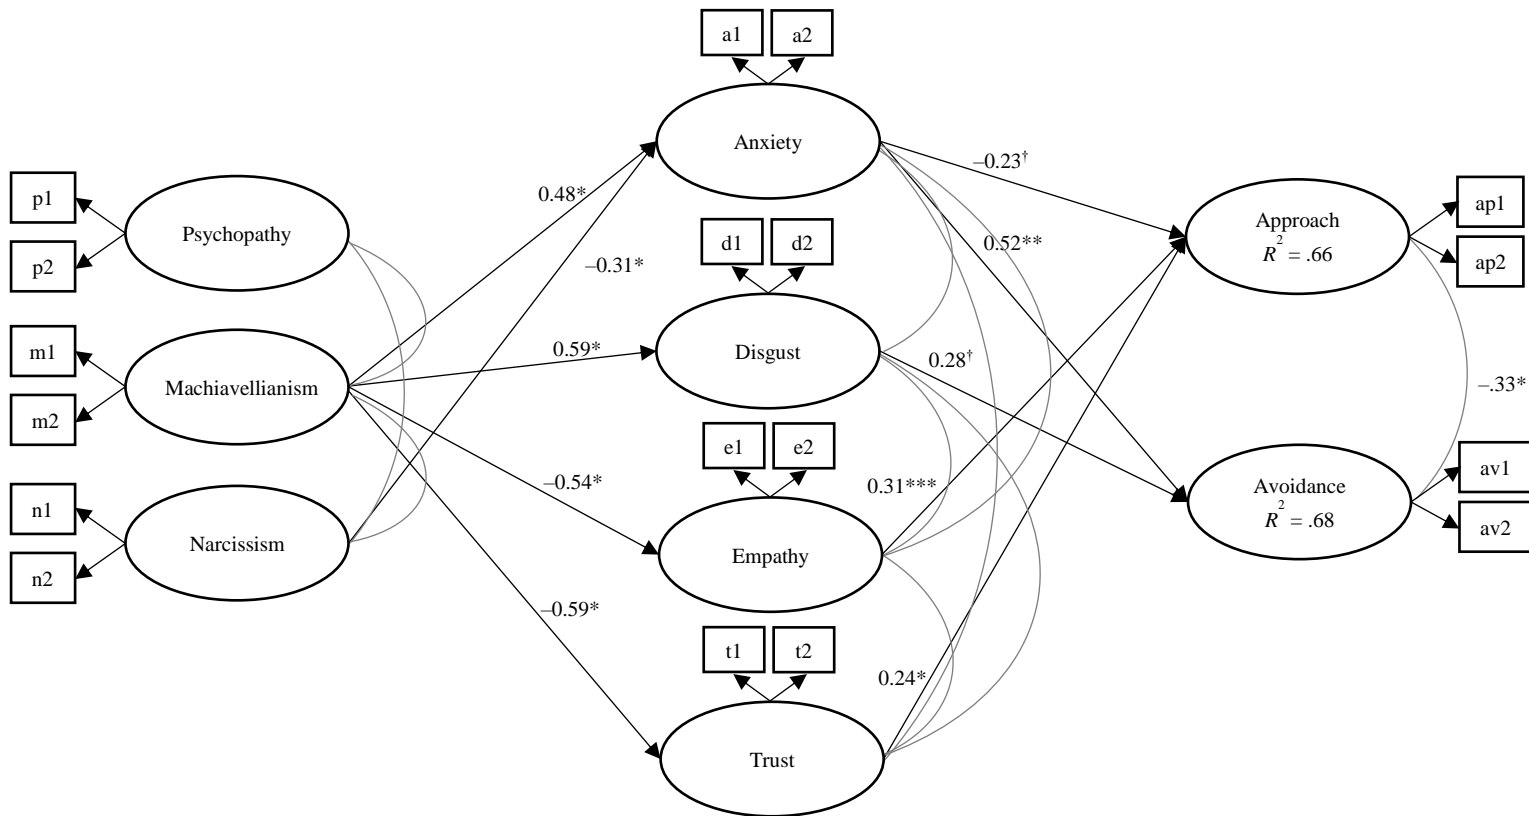 a1
a2
Anxiety
p1
p2
Psychopathy
0.48*
–0.31*
–0.23†
0.52**
Approach
R² = .66
ap1
ap2
d1
d2
Disgust
0.59*
0.28†
m1
m2
Machiavellianism
–.33*
e1
e2
Empathy
–0.54*
0.31***
Avoidance
R² = .68
av1
av2
n1
n2
Narcissism
–0.59*
t1
t2
Trust
0.24*